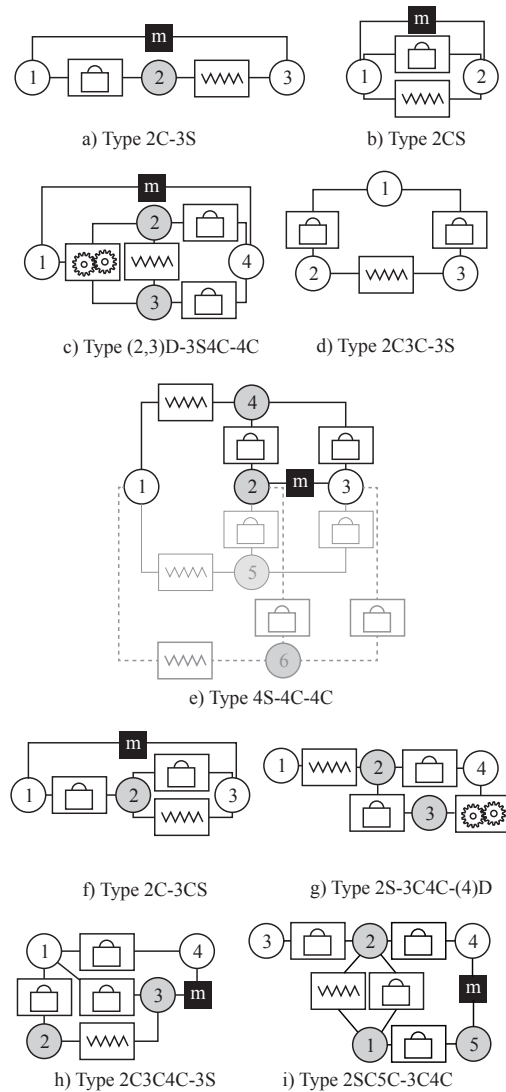 m
m
1
2
3
1
2
a) Type 2C-3S
b) Type 2CS
m
1
2
3
4
1
2
3
c) Type (2,3)D-3S4C-4C
d) Type 2C3C-3S
4
1
2
m
3
5
6
e) Type 4S-4C-4C
m
1
2
3
1
2
4
3
f) Type 2C-3CS
g) Type 2S-3C4C-(4)D
1
4
3
m
2
3
2
4
m
1
5
h) Type 2C3C4C-3S
i) Type 2SC5C-3C4C